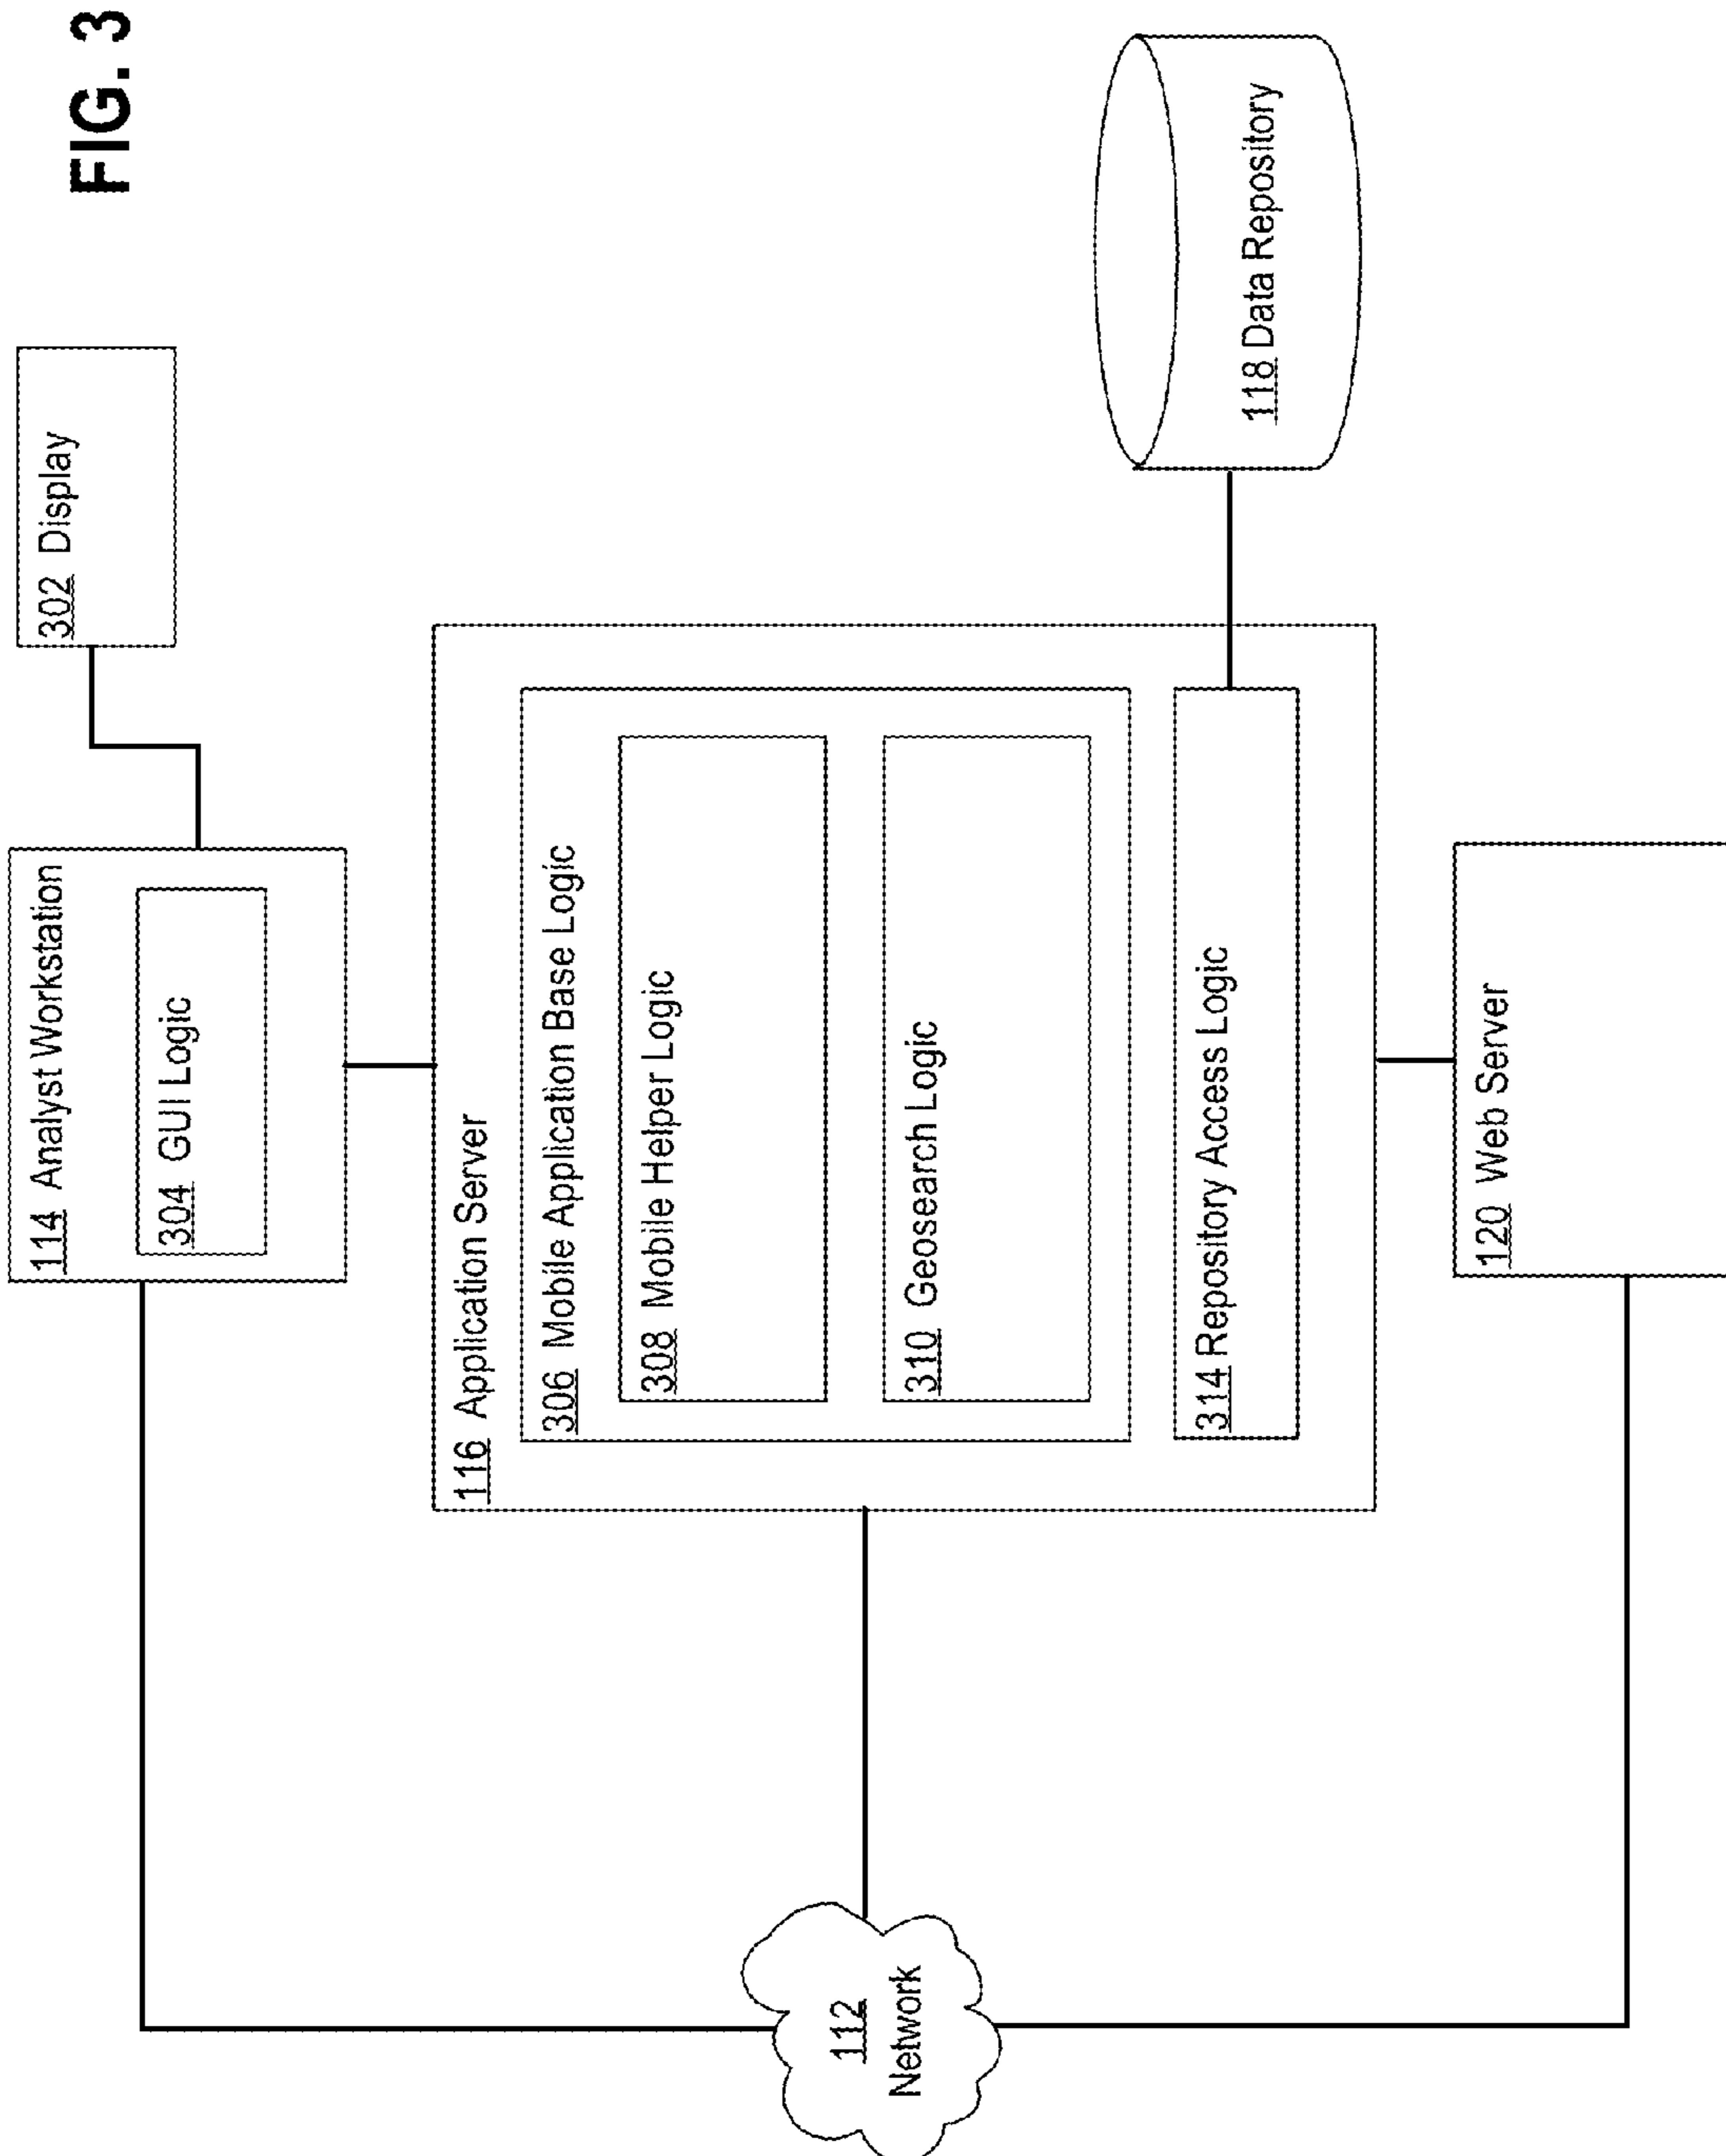 FIG. 3
302 Display
114 Analyst Workstation
304 GUI Logic
116 Application Server
306 Mobile Application Base Logic
308 Mobile Helper Logic
310 Geosearch Logic
314 Repository Access Logic
118 Data Repository
112
Network
120 Web Server